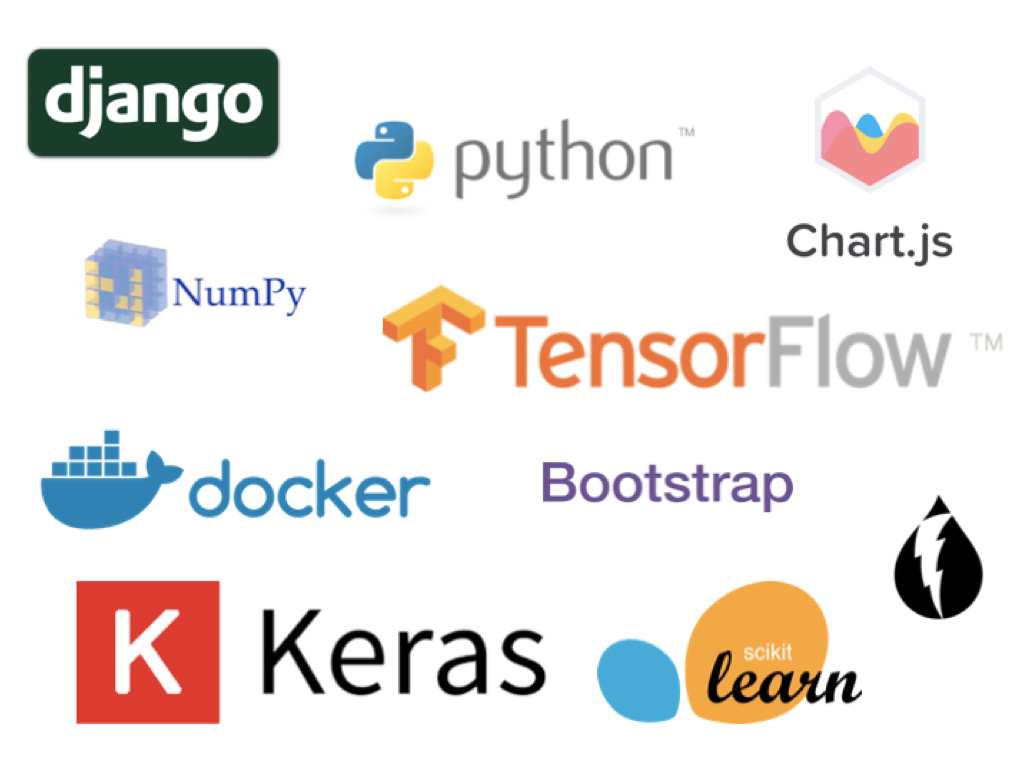 django
python™
Chart.js
NumPy
TensorFlow™
docker
Bootstrap
K Keras
scikit
learn